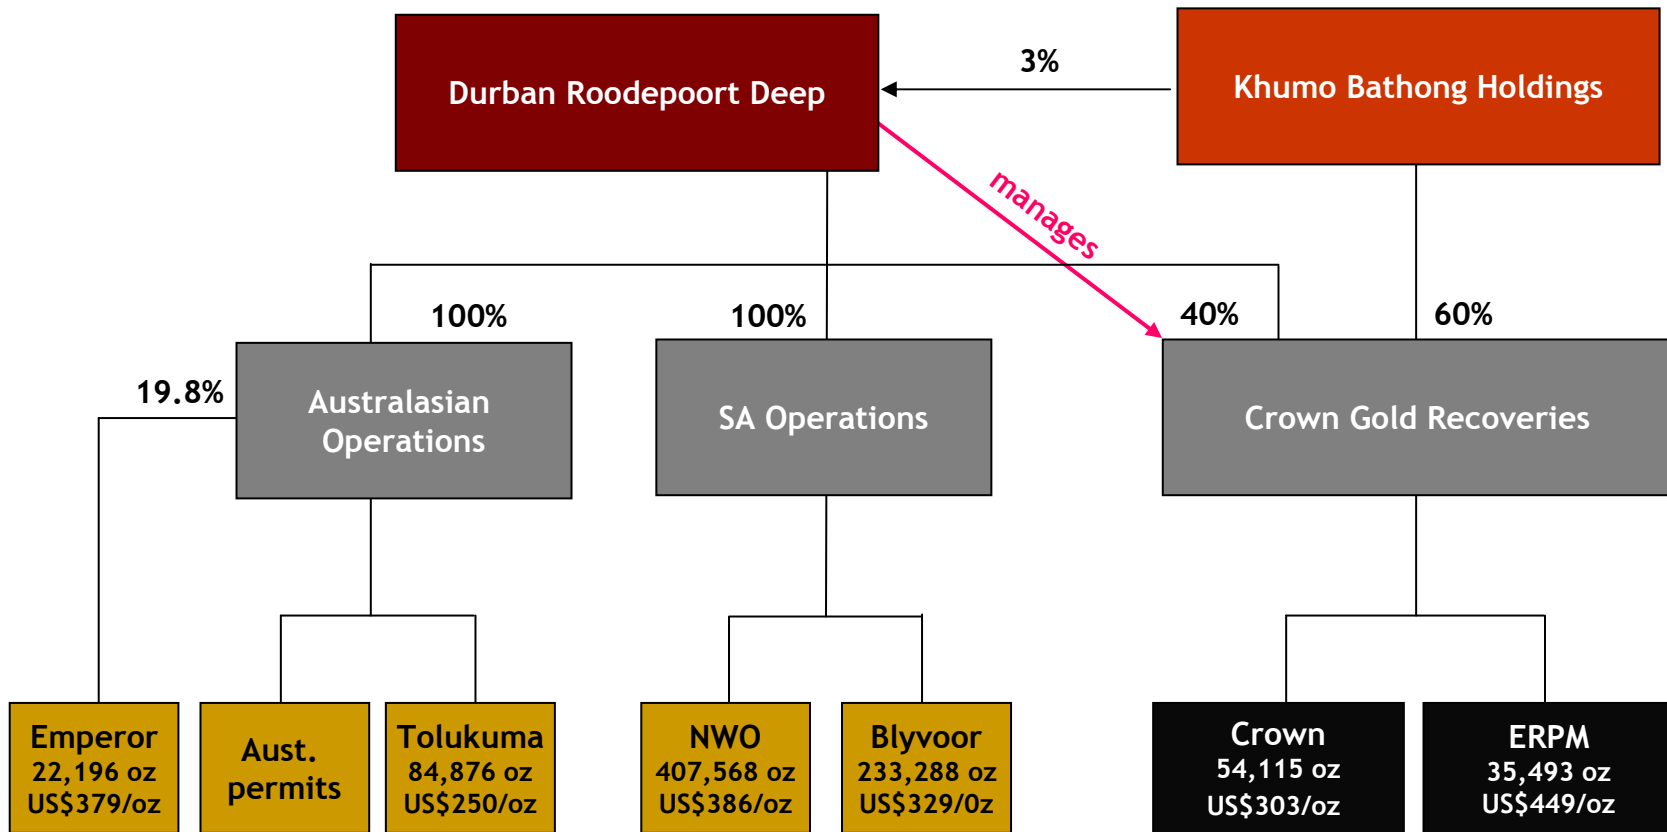 Durban Roodepoort Deep
3%
Khumo Bathong Holdings
manages
100%
100%
40%
60%
19.8%
Australasian
Operations
SA Operations
Crown Gold Recoveries
Emperor
22,196 oz
US$379/oz
Aust.
permits
Tolukuma
84,876 oz
US$250/oz
NWO
407,568 oz
US$386/oz
Blyvoor
233,288 oz
US$329/0z
Crown
54,115 oz
US$303/oz
ERPM
35,493 oz
US$449/oz